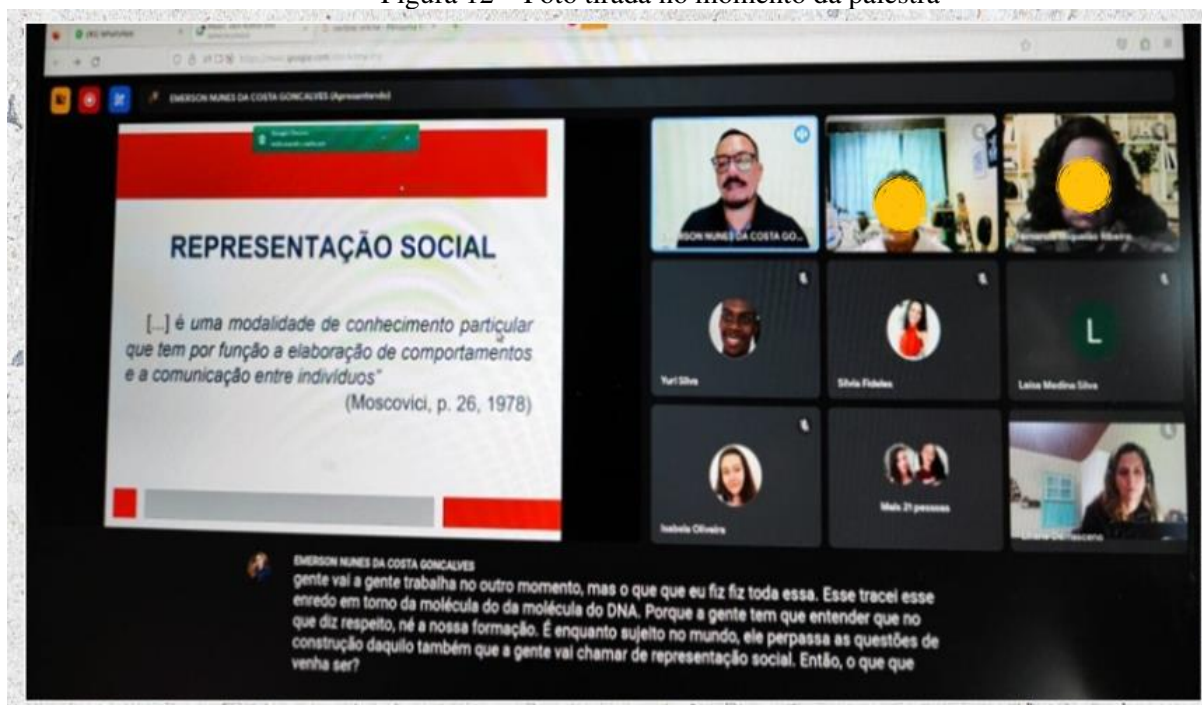 Figura 12 – Foto tirada no momento da palestra
EMERSON NUNES DA COSTA GONCALVES (Apresentando)
REPRESENTAÇÃO SOCIAL
[...] é uma modalidade de conhecimento particular
que tem por função a elaboração de comportamentos
e a comunicação entre indivíduos"
(Moscovici, p. 26, 1978)
NUNES DA COSTA GO...
Yuri Silva
Silvia Fideles
L
Laisa Medina Silva
Isabela Oliveira
Mais 21 pessoas
EMERSON NUNES DA COSTA GONCALVES
gente vai a gente trabalha no outro momento, mas o que que eu fiz fiz toda essa. Esse tracei esse
enredo em torno da molécula do da molécula do DNA. Porque a gente tem que entender que no
que diz respeito, né a nossa formação. É enquanto sujeito no mundo, ele perpassa as questões de
construção daquilo também que a gente vai chamar de representação social. Então, o que que
venha ser?